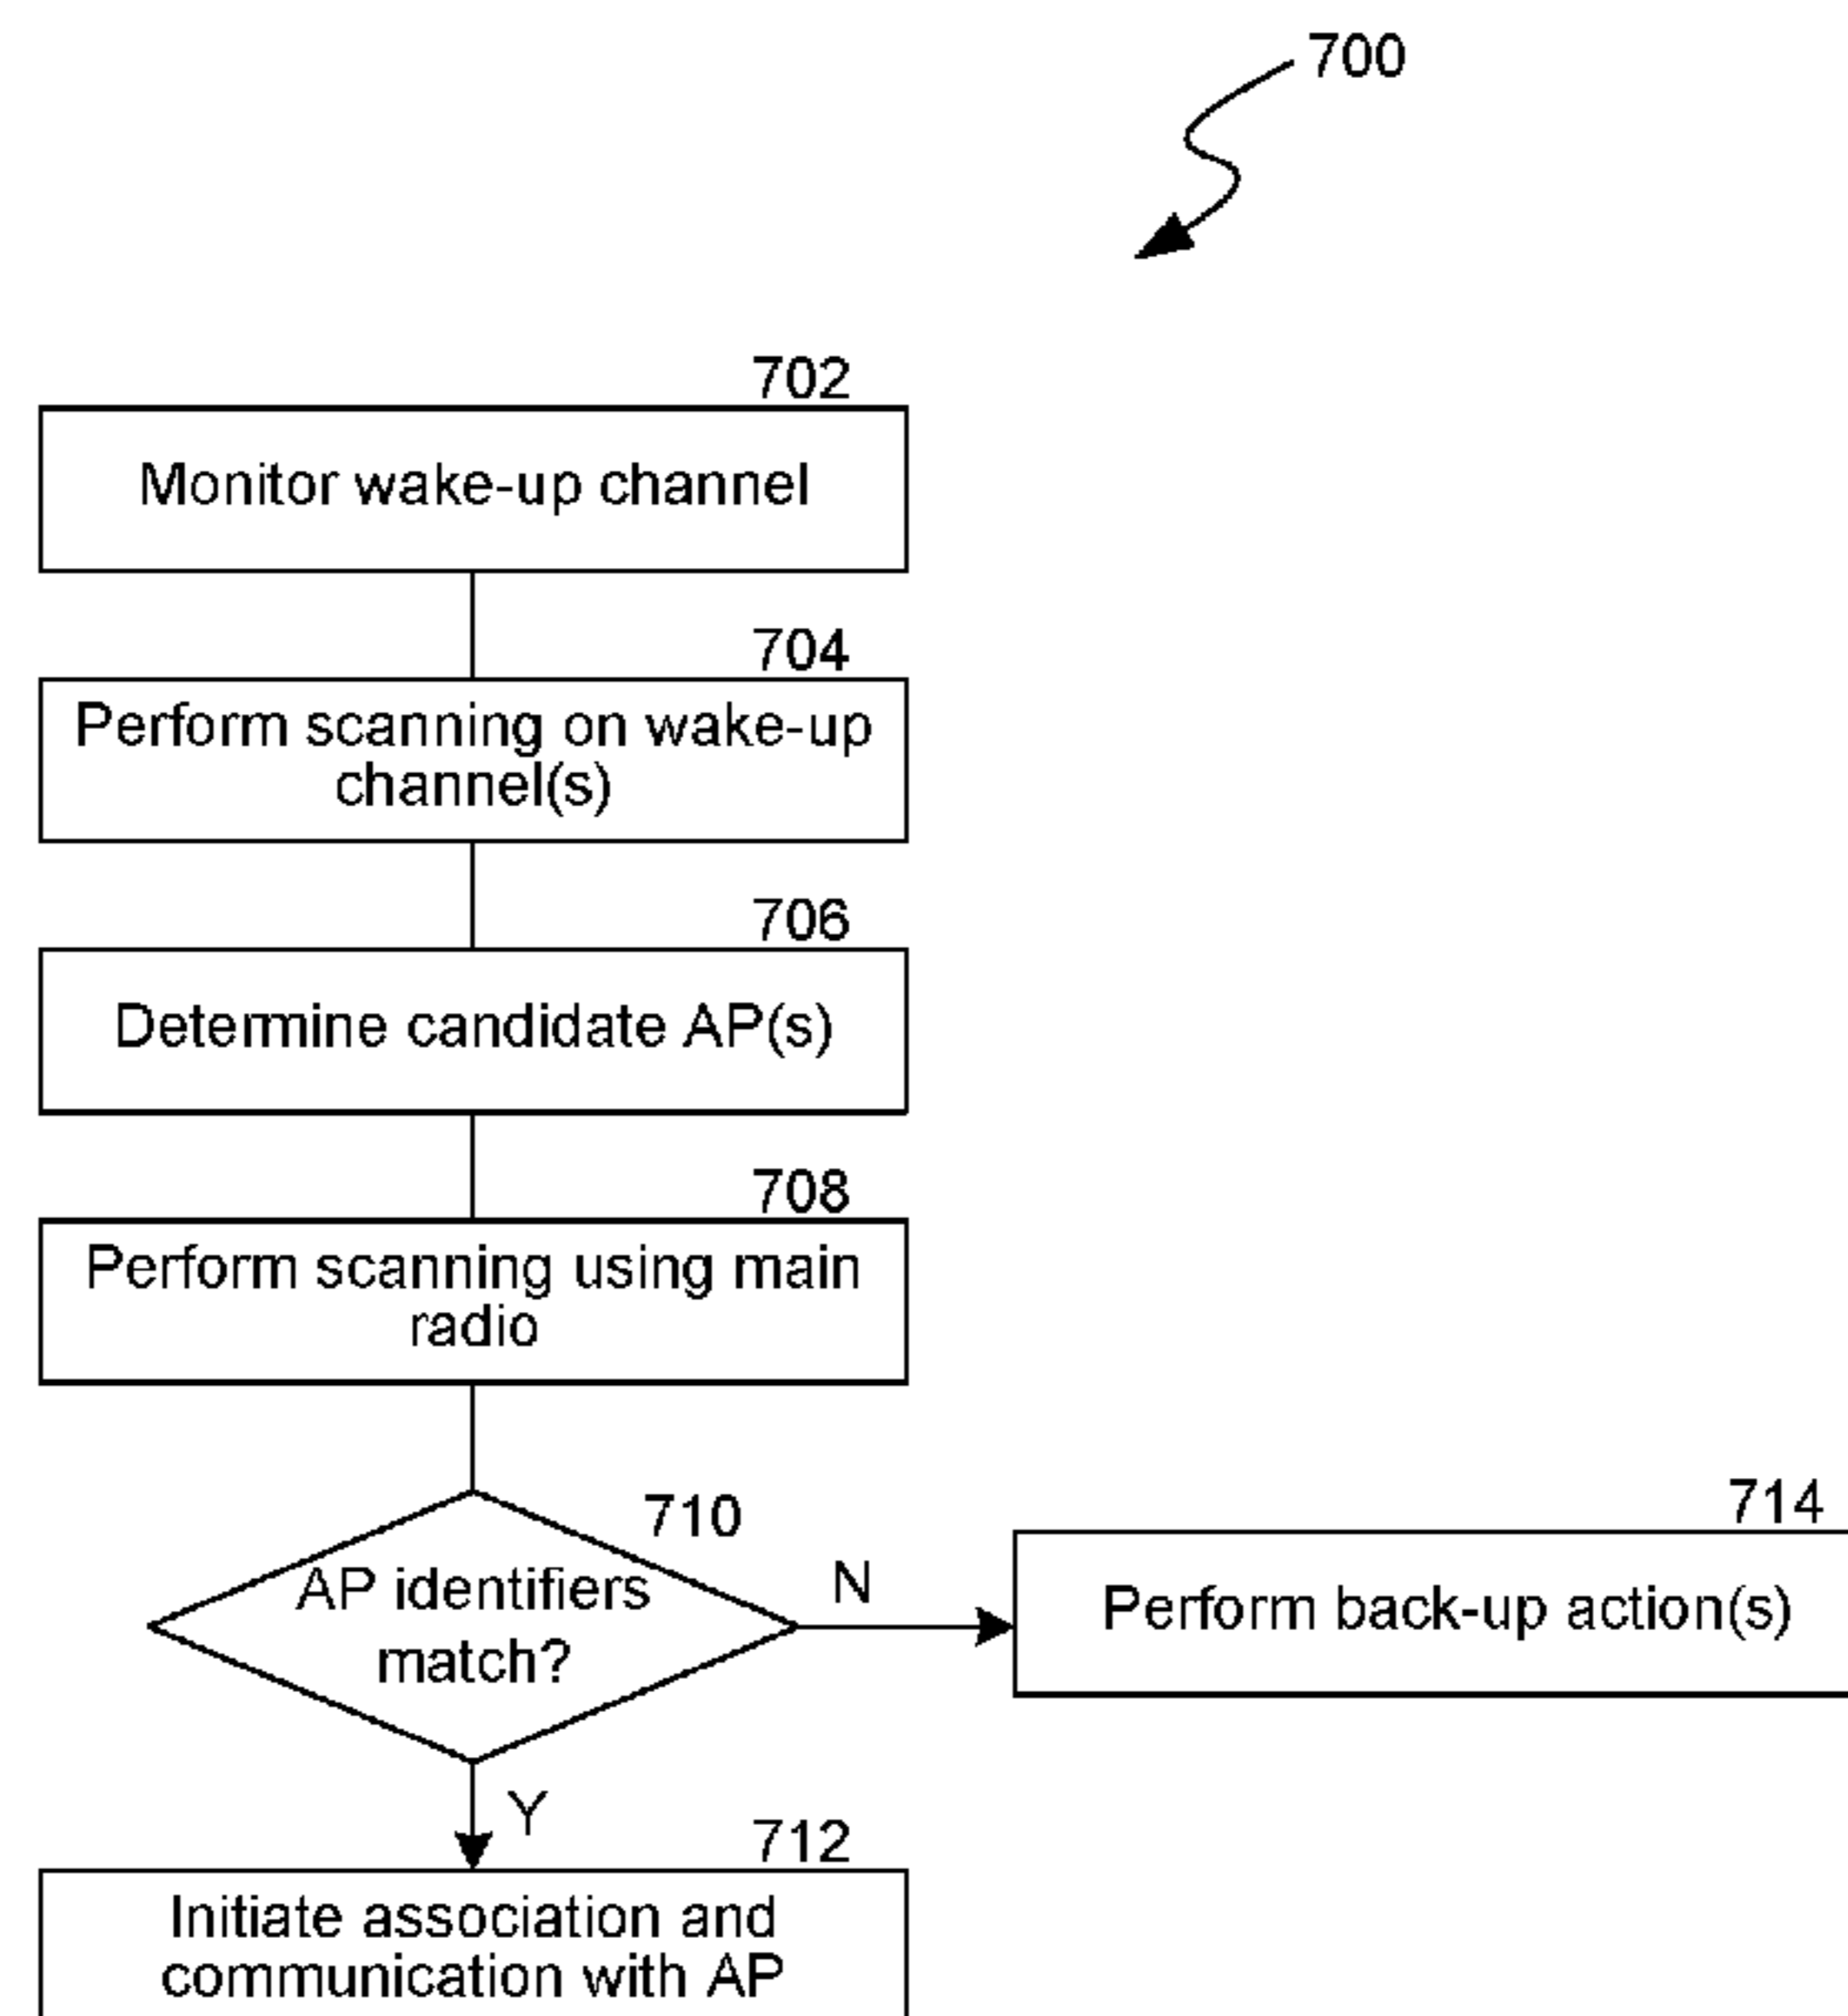 700
702
Monitor wake-up channel
704
Perform scanning on wake-up
channel(s)
706
Determine candidate AP(s)
708
Perform scanning using main
radio
710
AP identifiers
match?
N
714
Perform back-up action(s)
Y
712
Initiate association and
communication with AP